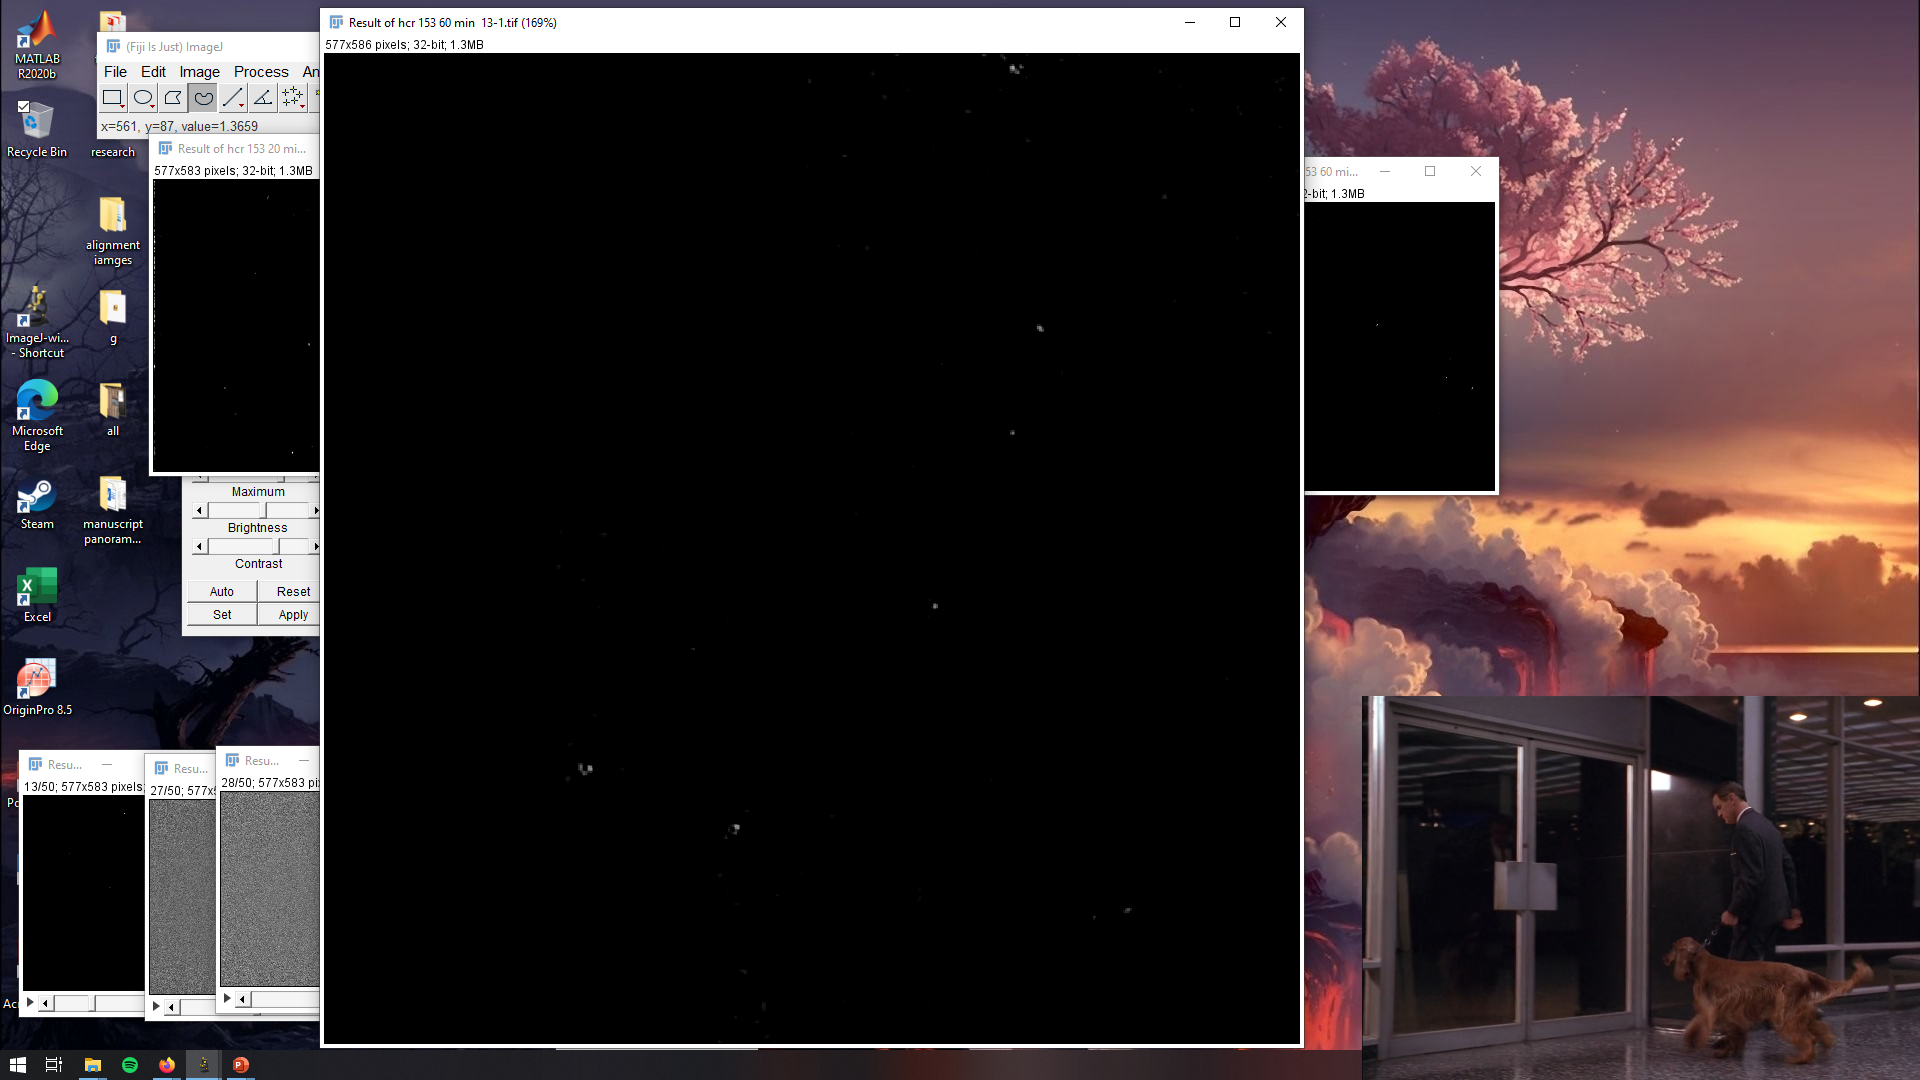 MATLAB
R2020b
Recycle Bin
research
alignment
iamges
ImageJ-wi...
- Shortcut
g
Microsoft
Edge
all
Steam
manuscript
panoram...
Excel
OriginPro 8.5
(Fiji Is Just) ImageJ
File Edit Image Process An
x=561, y=87, value=1.3659
Result of hcr 153 20 mi...
577x583 pixels; 32-bit; 1.3MB
Maximum
Brightness
Contrast
Auto Reset
Set Apply
Result of hcr 153 60 min 13-1.tif (169%)
577x586 pixels; 32-bit; 1.3MB
53 60 mi...
2-bit; 1.3MB
Resu...
13/50; 577x583 pixels
Resu...
27/50; 577x5
Resu...
28/50; 577x583 pi